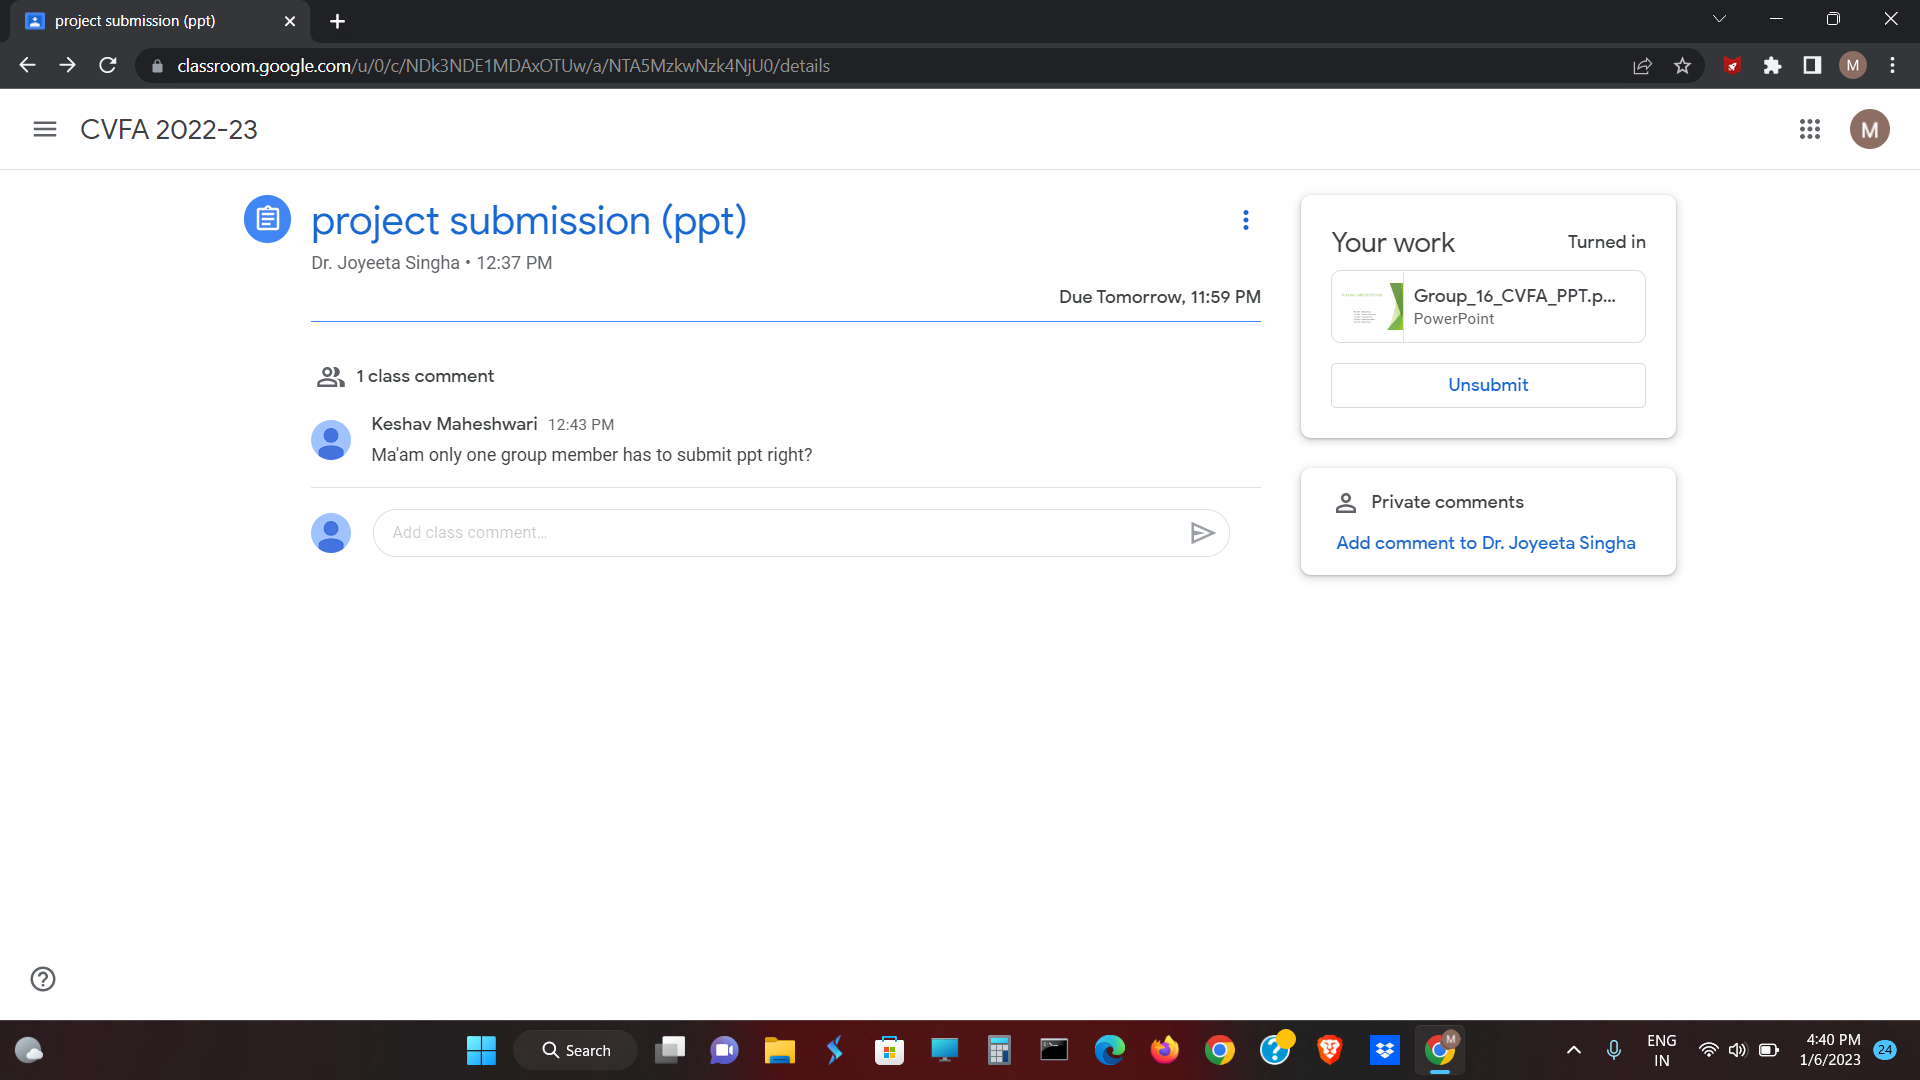 project submission (ppt)
classroom.google.com/u/0/c/NDk3NDE1MDAxOTUw/a/NTA5MzkwNzk4NjU0/details
M
CVFA 2022-23
M
project submission (ppt)
Dr. Joyeeta Singha • 12:37 PM
Due Tomorrow, 11:59 PM
1 class comment
Keshav Maheshwari 12:43 PM
Ma'am only one group member has to submit ppt right?
Add class comment...
Your work
Turned in
Group_16_CVFA_PPT.p...
PowerPoint
Unsubmit
Private comments
Add comment to Dr. Joyeeta Singha
Search
M
ENG
IN
4:40 PM
1/6/2023
24